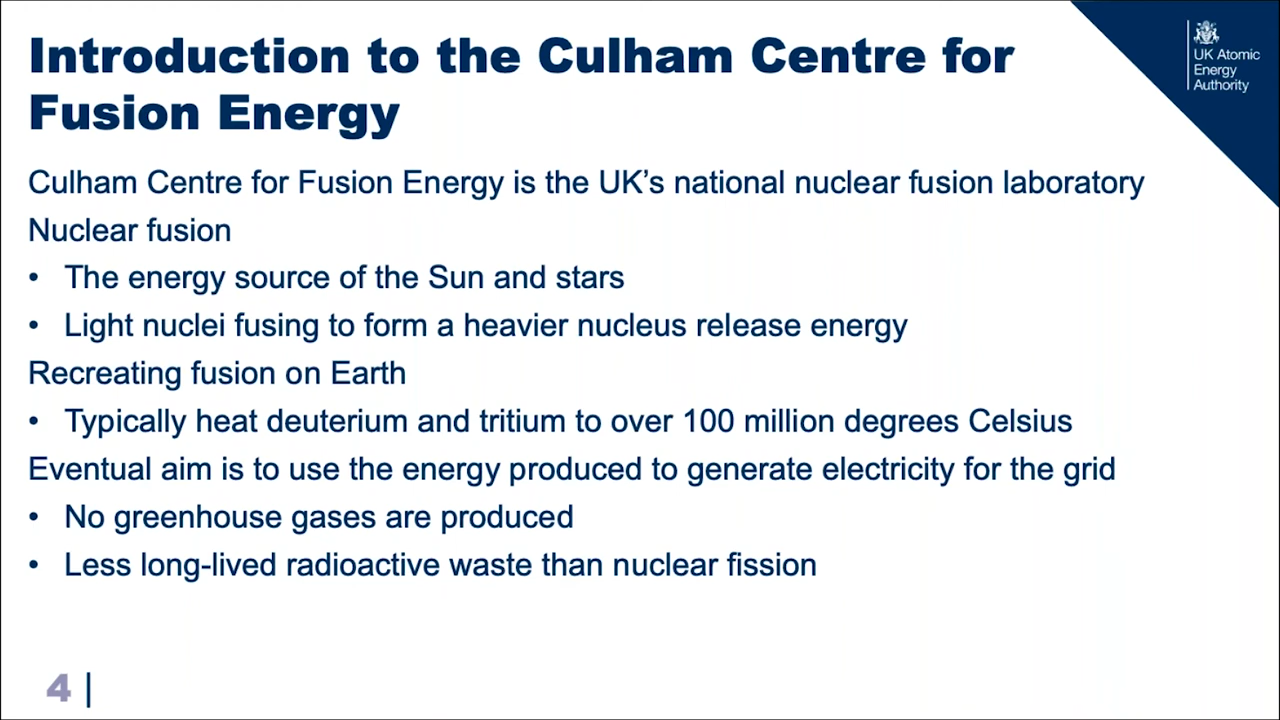 Introduction to the Culham Centre for
Fusion Energy
UK Atomic
Energy
Authority
Culham Centre for Fusion Energy is the UK’s national nuclear fusion laboratory
Nuclear fusion
• The energy source of the Sun and stars
• Light nuclei fusing to form a heavier nucleus release energy
Recreating fusion on Earth
• Typically heat deuterium and tritium to over 100 million degrees Celsius
Eventual aim is to use the energy produced to generate electricity for the grid
• No greenhouse gases are produced
• Less long-lived radioactive waste than nuclear fission
4 |